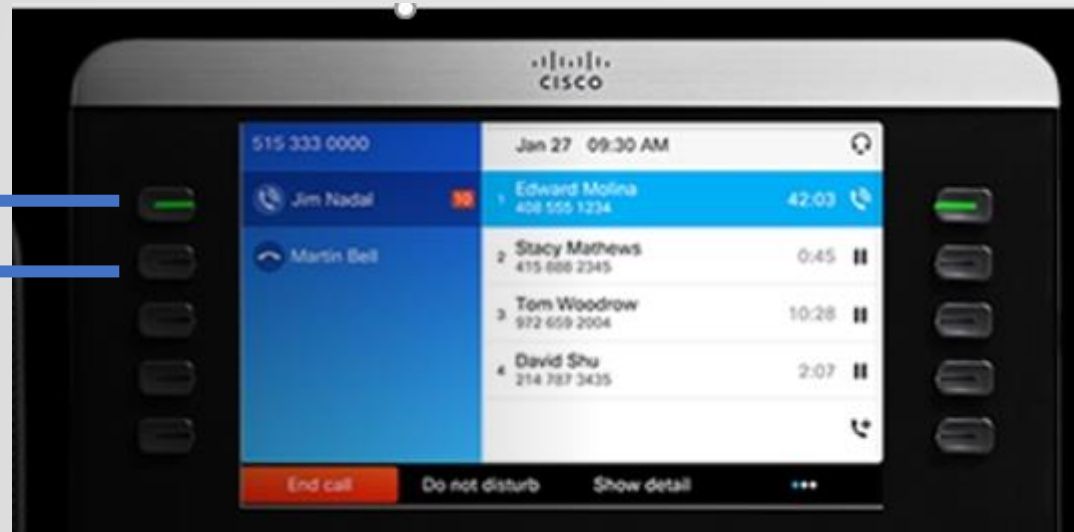 CISCO
515 333 0000
Jan 27 09:30 AM
Jim Nadal 10
1 Edward Molina 42:03
408 555 1234
Martin Bell
2 Stacy Mathews 0:45
415 888 2345
3 Tom Woodrow 10:28
972 659 2004
4 David Shu 2:07
214 787 3435
End call Do not disturb Show detail